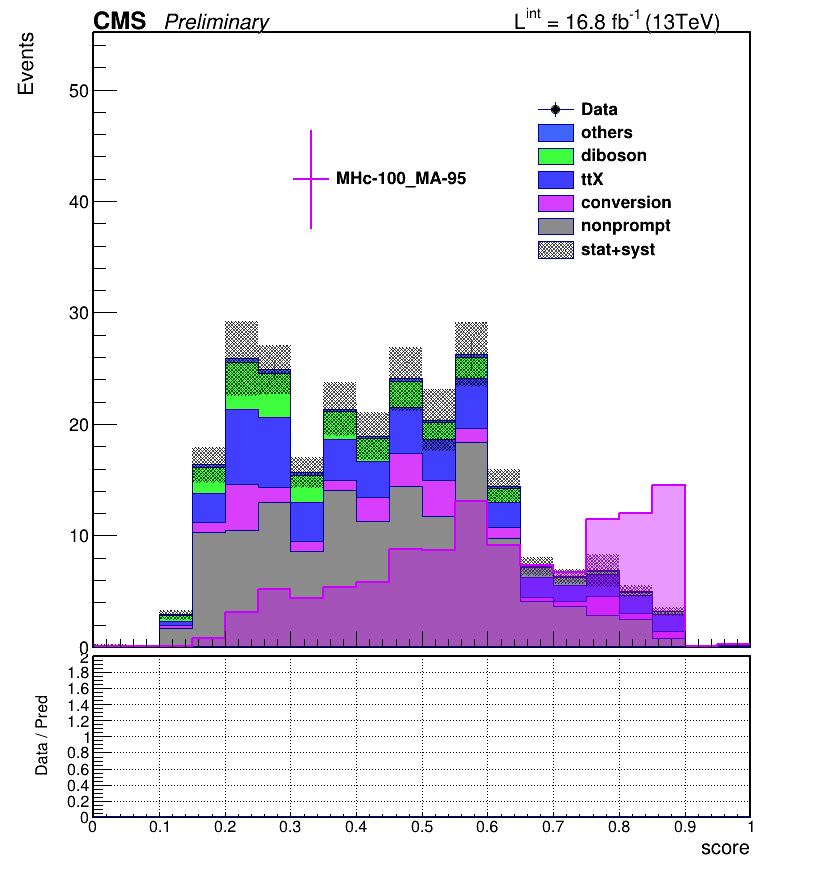 CMS Preliminary L^int = 16.8 fb^-1 (13TeV)
Events
50
40
30
20
10
0
Data
others
diboson
ttX
conversion
nonprompt
stat+syst
MHc-100_MA-95
Data / Pred
2
1.8
1.6
1.4
1.2
1
0.8
0.6
0.4
0.2
0
0 0.1 0.2 0.3 0.4 0.5 0.6 0.7 0.8 0.9 1
score